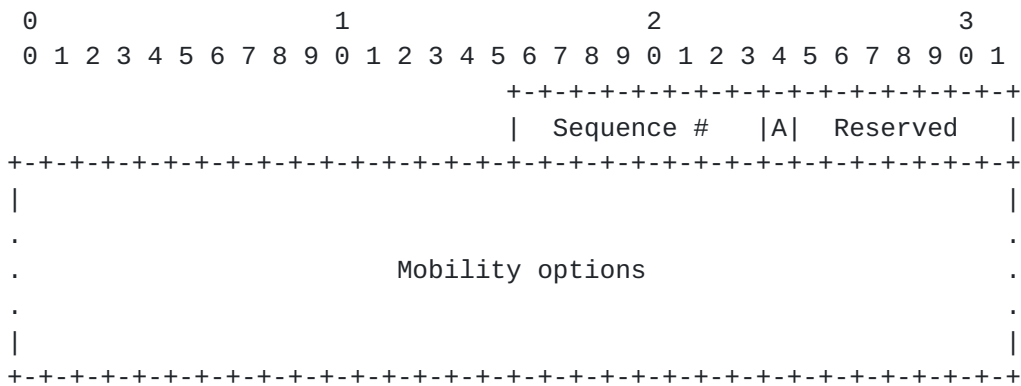 0                   1                   2                   3
 0 1 2 3 4 5 6 7 8 9 0 1 2 3 4 5 6 7 8 9 0 1 2 3 4 5 6 7 8 9 0 1
                                +-+-+-+-+-+-+-+-+-+-+-+-+-+-+-+-+
                                |  Sequence #   |A|  Reserved   |
+-+-+-+-+-+-+-+-+-+-+-+-+-+-+-+-+-+-+-+-+-+-+-+-+-+-+-+-+-+-+-+-+
|                                                               |
.                                                               .
.                        Mobility options                       .
.                                                               .
|                                                               |
+-+-+-+-+-+-+-+-+-+-+-+-+-+-+-+-+-+-+-+-+-+-+-+-+-+-+-+-+-+-+-+-+